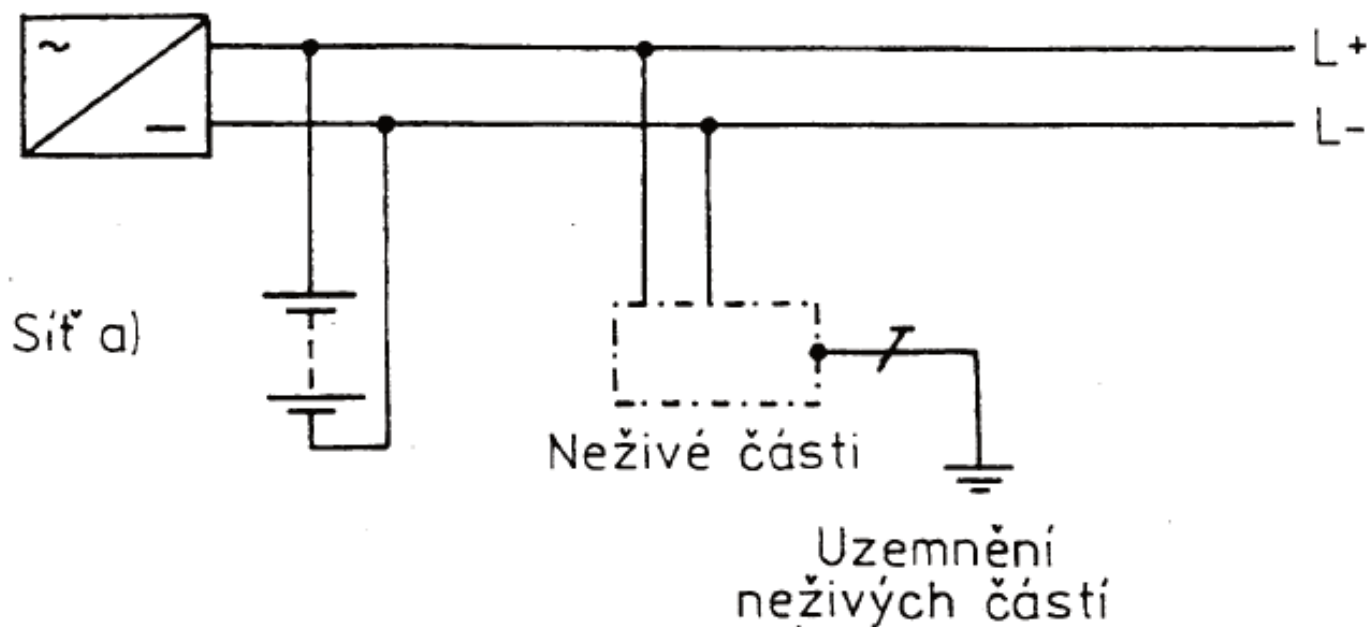 ~
L+
—
L-
Síť a)
Neživé části
Uzemnění
neživých částí